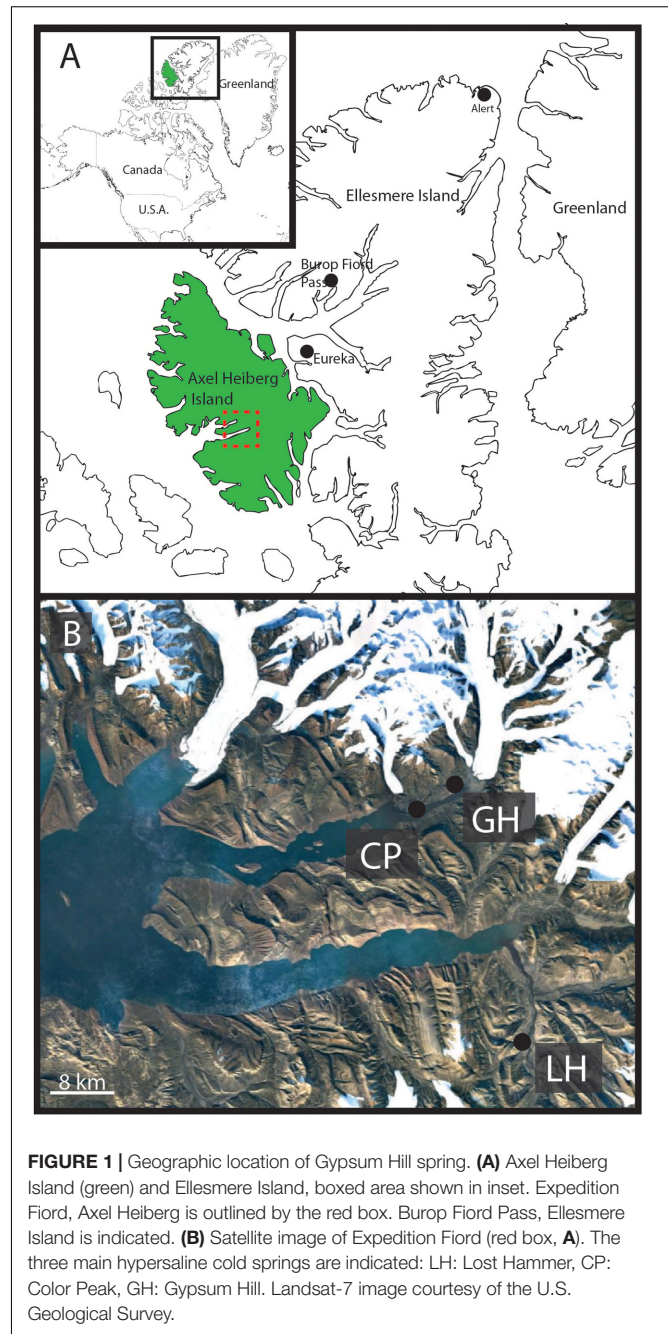 A
Greenland
Canada
U.S.A.
Alert
Ellesmere Island
Greenland
Burop Fiord
Pass
Eureka
Axel Heiberg
Island
B
GH
CP
LH
8 km
FIGURE 1 | Geographic location of Gypsum Hill spring. (A) Axel Heiberg
Island (green) and Ellesmere Island, boxed area shown in inset. Expedition
Fiord, Axel Heiberg is outlined by the red box. Burop Fiord Pass, Ellesmere
Island is indicated. (B) Satellite image of Expedition Fiord (red box, A). The
three main hypersaline cold springs are indicated: LH: Lost Hammer, CP:
Color Peak, GH: Gypsum Hill. Landsat-7 image courtesy of the U.S.
Geological Survey.